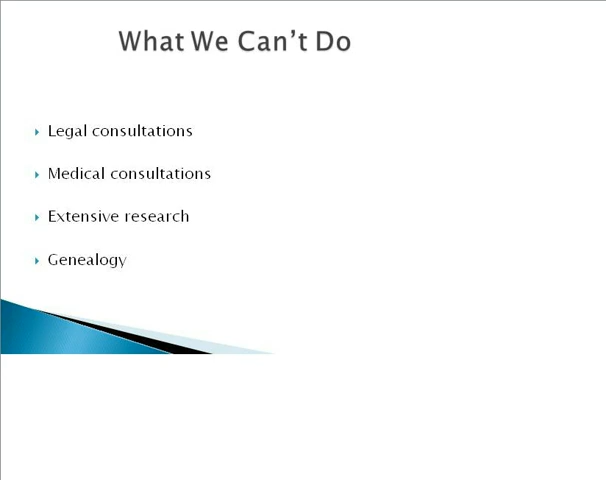 What We Can't Do
Legal consultations
Medical consultations
Extensive research
Genealogy